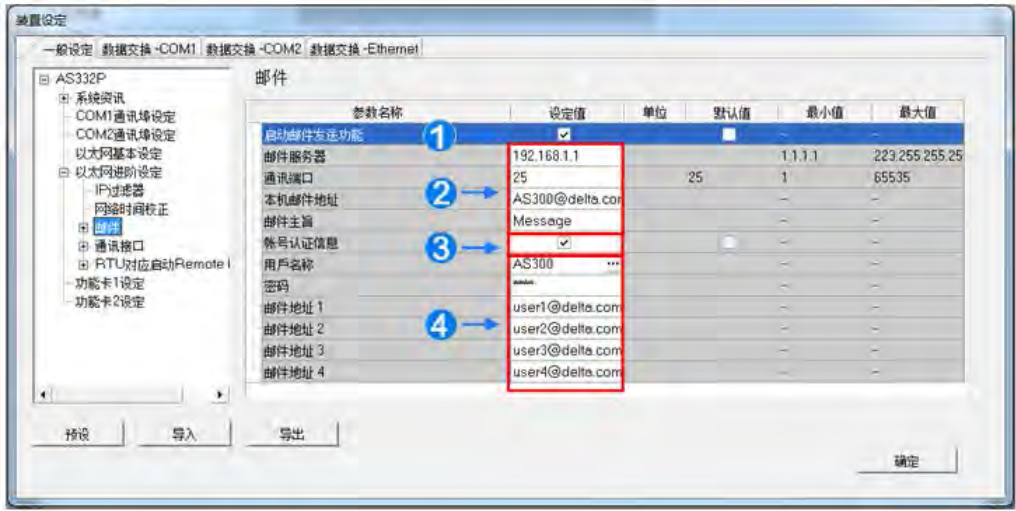 装置设定
一般设定 数据交换 -COM1 数据交换 -COM2 数据交换 -Ethernet
AS332P
系统资讯
COM1通讯埠设定
COM2通讯埠设定
以太网基本设定
以太网进阶设定
IP过滤器
网络时间校正
邮件
通讯接口
RTU对应启动Remote I
功能卡1设定
功能卡2设定
邮件
参数名称 设定值 单位 默认值 最小值 最大值
启动邮件发送功能 1 – –
邮件服务器 192.168.1.1 1.1.1.1 223.255.255.25
通讯端口 25 25 1 65535
本机邮件地址 2 AS300@delta.con – –
邮件主旨 Message – –
帐号认证信息 3 – –
用户名称 AS300 ... – –
密码 **** – –
邮件地址 1 user1@delta.com – –
邮件地址 2 4 user2@delta.com – –
邮件地址 3 user3@delta.com – –
邮件地址 4 user4@delta.com – –
预设 导入 导出
确定